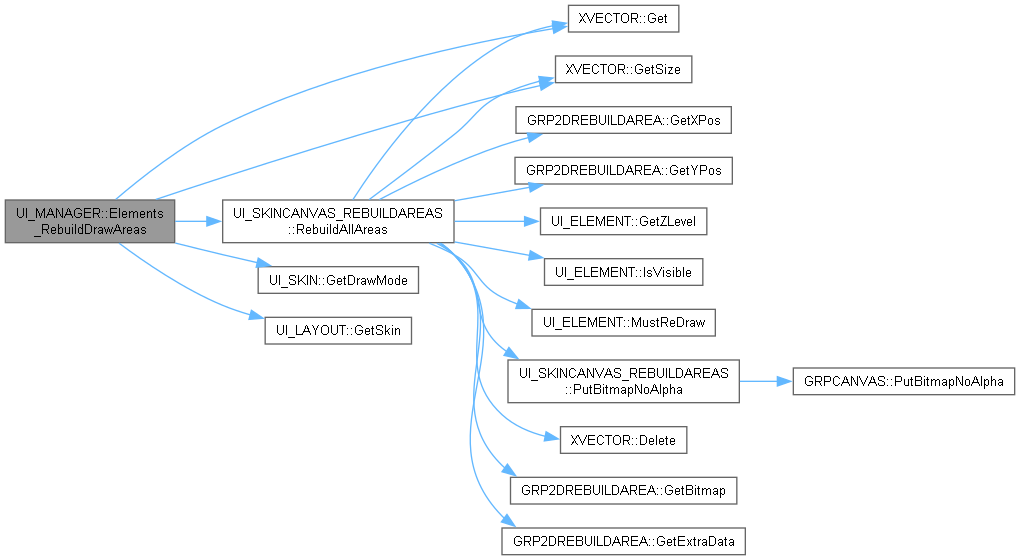 XVECTOR::Get
XVECTOR::GetSize
GRP2DREBUILDAREA::GetXPos
GRP2DREBUILDAREA::GetYPos
UI_MANAGER::Elements
_RebuildDrawAreas
UI_SKINCANVAS_REBUILDAREAS
::RebuildAllAreas
UI_ELEMENT::GetZLevel
UI_ELEMENT::IsVisible
UI_SKIN::GetDrawMode
UI_ELEMENT::MustReDraw
UI_LAYOUT::GetSkin
UI_SKINCANVAS_REBUILDAREAS
::PutBitmapNoAlpha
GRPCANVAS::PutBitmapNoAlpha
XVECTOR::Delete
GRP2DREBUILDAREA::GetBitmap
GRP2DREBUILDAREA::GetExtraData